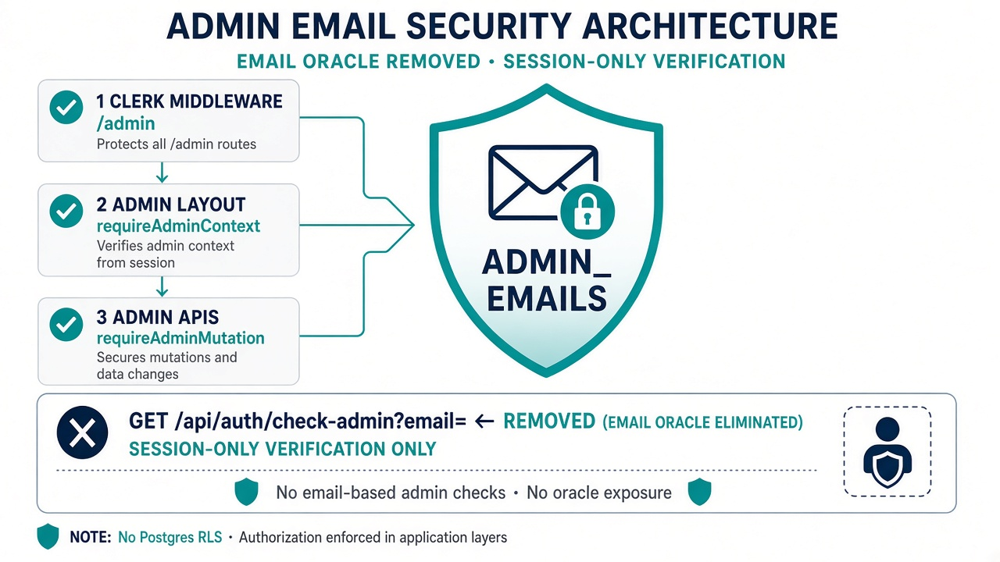 ADMIN EMAIL SECURITY ARCHITECTURE
EMAIL ORACLE REMOVED • SESSION-ONLY VERIFICATION
1 CLERK MIDDLEWARE
/admin
Protects all /admin routes
2 ADMIN LAYOUT
requireAdminContext
Verifies admin context
from session
3 ADMIN APIS
requireAdminMutation
Secures mutations and
data changes
ADMIN_
EMAILS
GET /api/auth/check-admin?email= ← REMOVED (EMAIL ORACLE ELIMINATED)
SESSION-ONLY VERIFICATION ONLY
No email-based admin checks • No oracle exposure
NOTE: No Postgres RLS • Authorization enforced in application layers